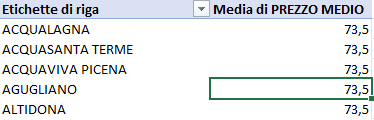 Etichette di riga Media di PREZZO MEDIO
ACQUALAGNA 73,5
ACQUASANTA TERME 73,5
ACQUAVIVA PICENA 73,5
AGUGLIANO 73,5
ALTIDONA 73,5